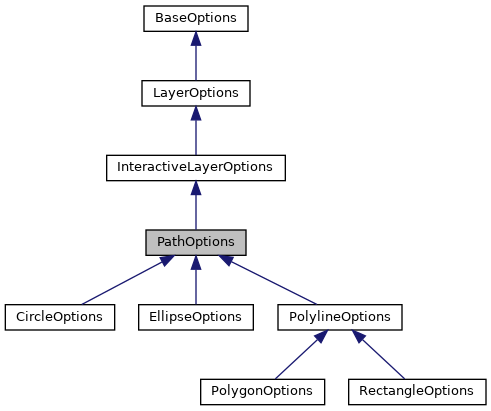 BaseOptions
LayerOptions
InteractiveLayerOptions
PathOptions
CircleOptions
EllipseOptions
PolylineOptions
PolygonOptions
RectangleOptions